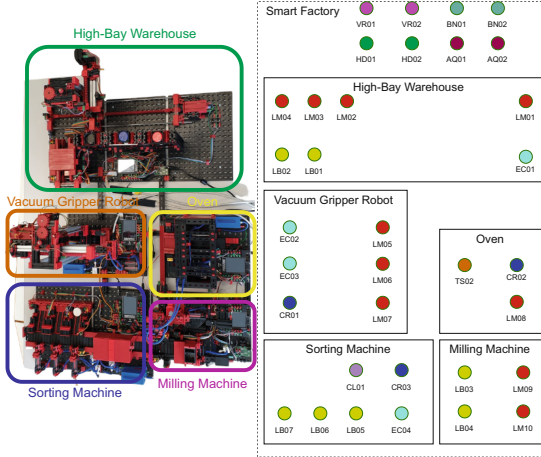 High-Bay Warehouse
Vacuum Gripper Robot
Oven
Sorting Machine
Milling Machine
Smart Factory
VR01 VR02 BN01 BN02
HD01 HD02 AQ01 AQ02
High-Bay Warehouse
LM04 LM03 LM02 LM01
LB02 LB01 EC01
Vacuum Gripper Robot
EC02 LM05
EC03 LM06
CR01 LM07
Oven
TS02 CR02
LM08
Sorting Machine
CL01 CR03
LB07 LB06 LB05 EC04
Milling Machine
LB03 LM09
LB04 LM10